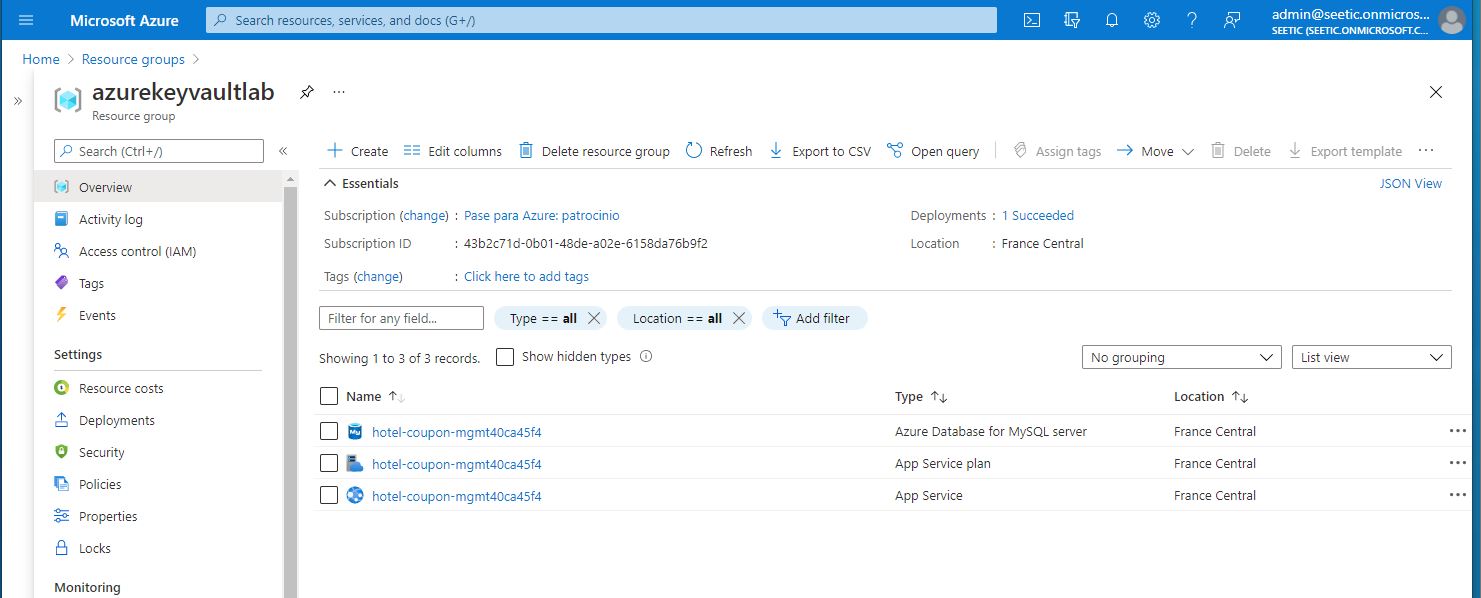 Microsoft Azure
Search resources, services, and docs (G+/)
admin@seetic.onmicros...
SEETIC (SEETIC.ONMICROSOFT.C...
Home > Resource groups >
azurekeyvaultlab
Resource group
Search (Ctrl+/)
Create
Edit columns
Delete resource group
Refresh
Export to CSV
Open query
Assign tags
Move
Delete
Export template
Overview
Activity log
Access control (IAM)
Tags
Events
Settings
Resource costs
Deployments
Security
Policies
Properties
Locks
Monitoring
Essentials
JSON View
Subscription (change) : Pase para Azure: patrocinio
Deployments : 1 Succeeded
Subscription ID : 43b2c71d-0b01-48de-a02e-6158da76b9f2
Location : France Central
Tags (change) : Click here to add tags
Filter for any field...
Type == all
Location == all
Add filter
Showing 1 to 3 of 3 records.
Show hidden types
No grouping
List view
Name Type Location
hotel-coupon-mgmt40ca45f4 Azure Database for MySQL server France Central
hotel-coupon-mgmt40ca45f4 App Service plan France Central
hotel-coupon-mgmt40ca45f4 App Service France Central